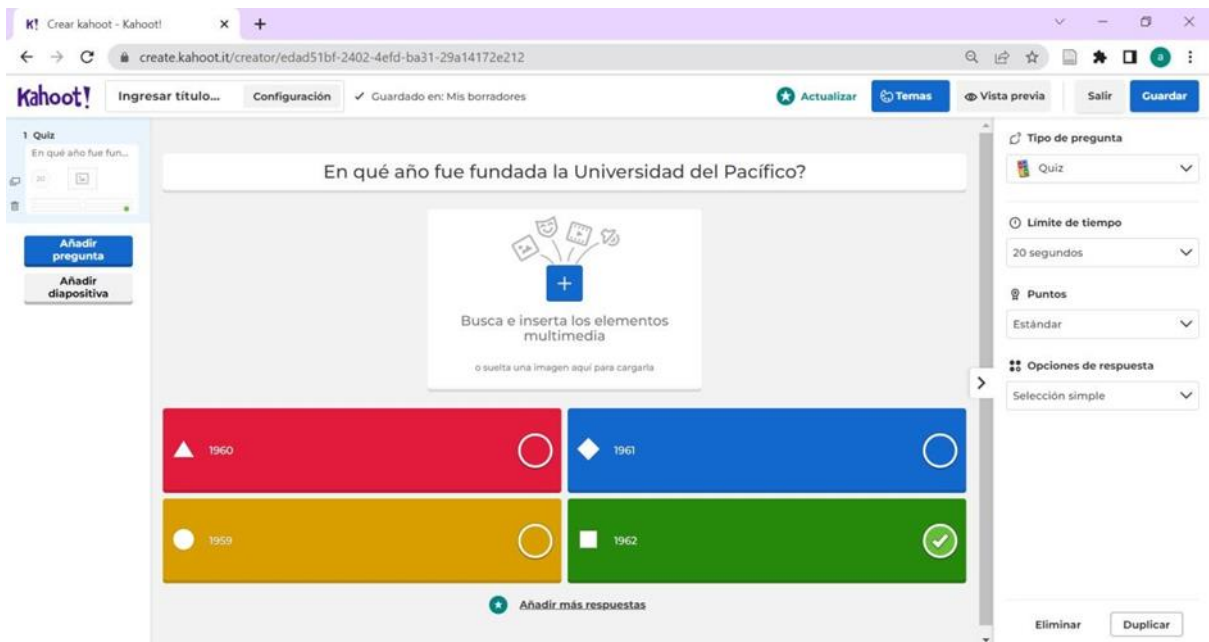 K! Crear kahoot - Kahoot!
create.kahoot.it/creator/edad51bf-2402-4efd-ba31-29a14172e212
a
Kahoot!
Ingresar título...
Configuración
Guardado en: Mis borradores
Actualizar
Temas
Vista previa
Salir
Guardar
1 Quiz
En qué año fue fun...
20
Añadir
pregunta
Añadir
diapositiva
En qué año fue fundada la Universidad del Pacífico?
Busca e inserta los elementos
multimedia
o suelta una imagen aquí para cargarla
1960
1961
1959
1962
Añadir más respuestas
Tipo de pregunta
Quiz
Límite de tiempo
20 segundos
Puntos
Estándar
Opciones de respuesta
Selección simple
Eliminar
Duplicar